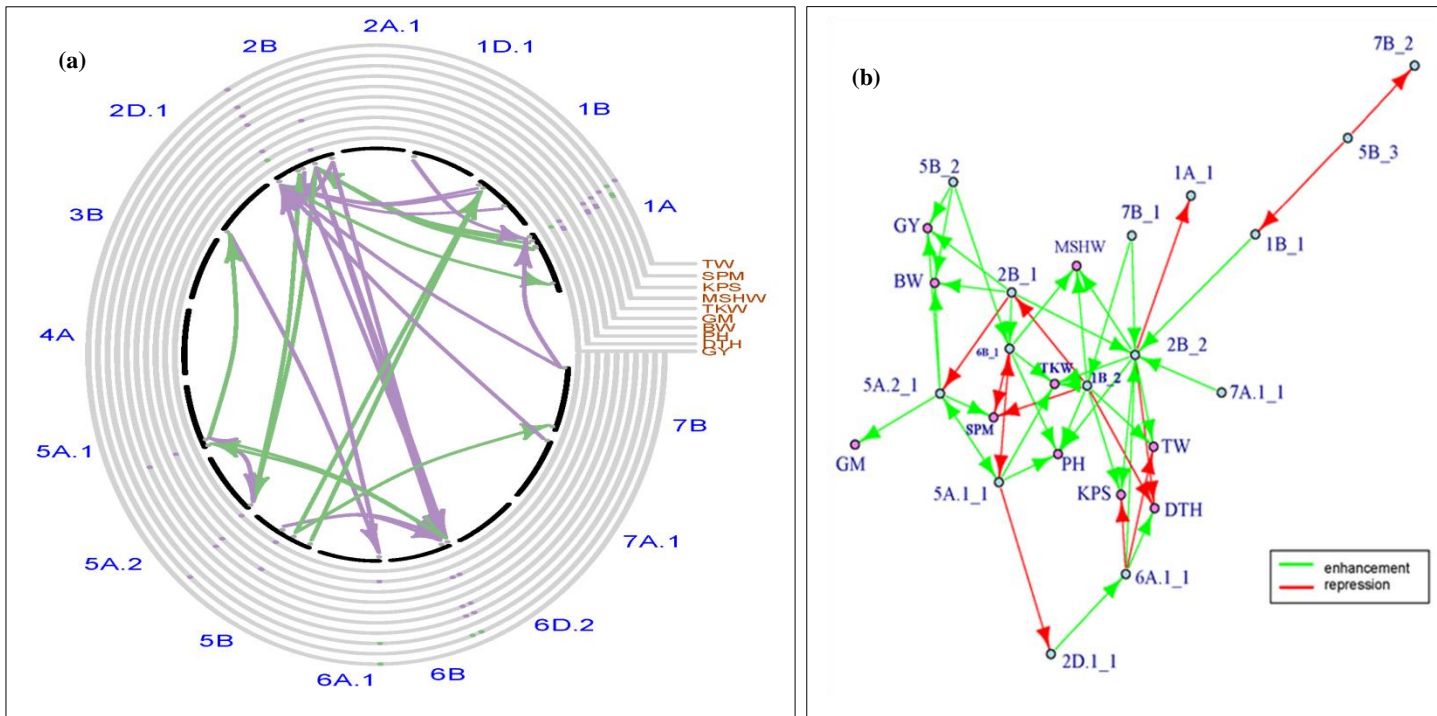 (a)
2A.1
1D.1
2B
1B
2D.1
1A
3B
TW
SPM
KPS
MSHW
TKW
GM
BW
PH
DTH
GY
4A
7B
5A.1
7A.1
5A.2
6D.2
5B
6B
6A.1
(b)
7B_2
5B_3
5B_2
1A_1
7B_1
GY
1B_1
MSHW
BW
2B_1
2B_2
6B_1
TKW
1B_2
5A.2_1
7A.1_1
SPM
GM
PH
TW
5A.1_1
KPS
DTH
6A.1_1
enhancement
repression
2D.1_1